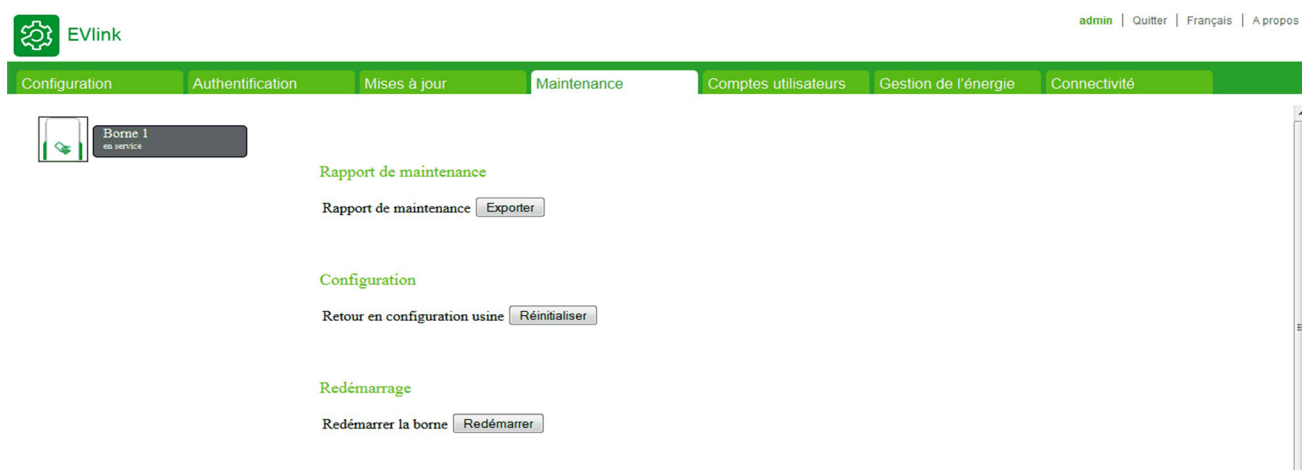 EVlink
admin | Quitter | Français | A propos
Configuration Authentification Mises à jour Maintenance Comptes utilisateurs Gestion de l'énergie Connectivité
Borne 1
en service
Rapport de maintenance
Rapport de maintenance Exporter
Configuration
Retour en configuration usine Réinitialiser
Redémarrage
Redémarrer la borne Redémarrer